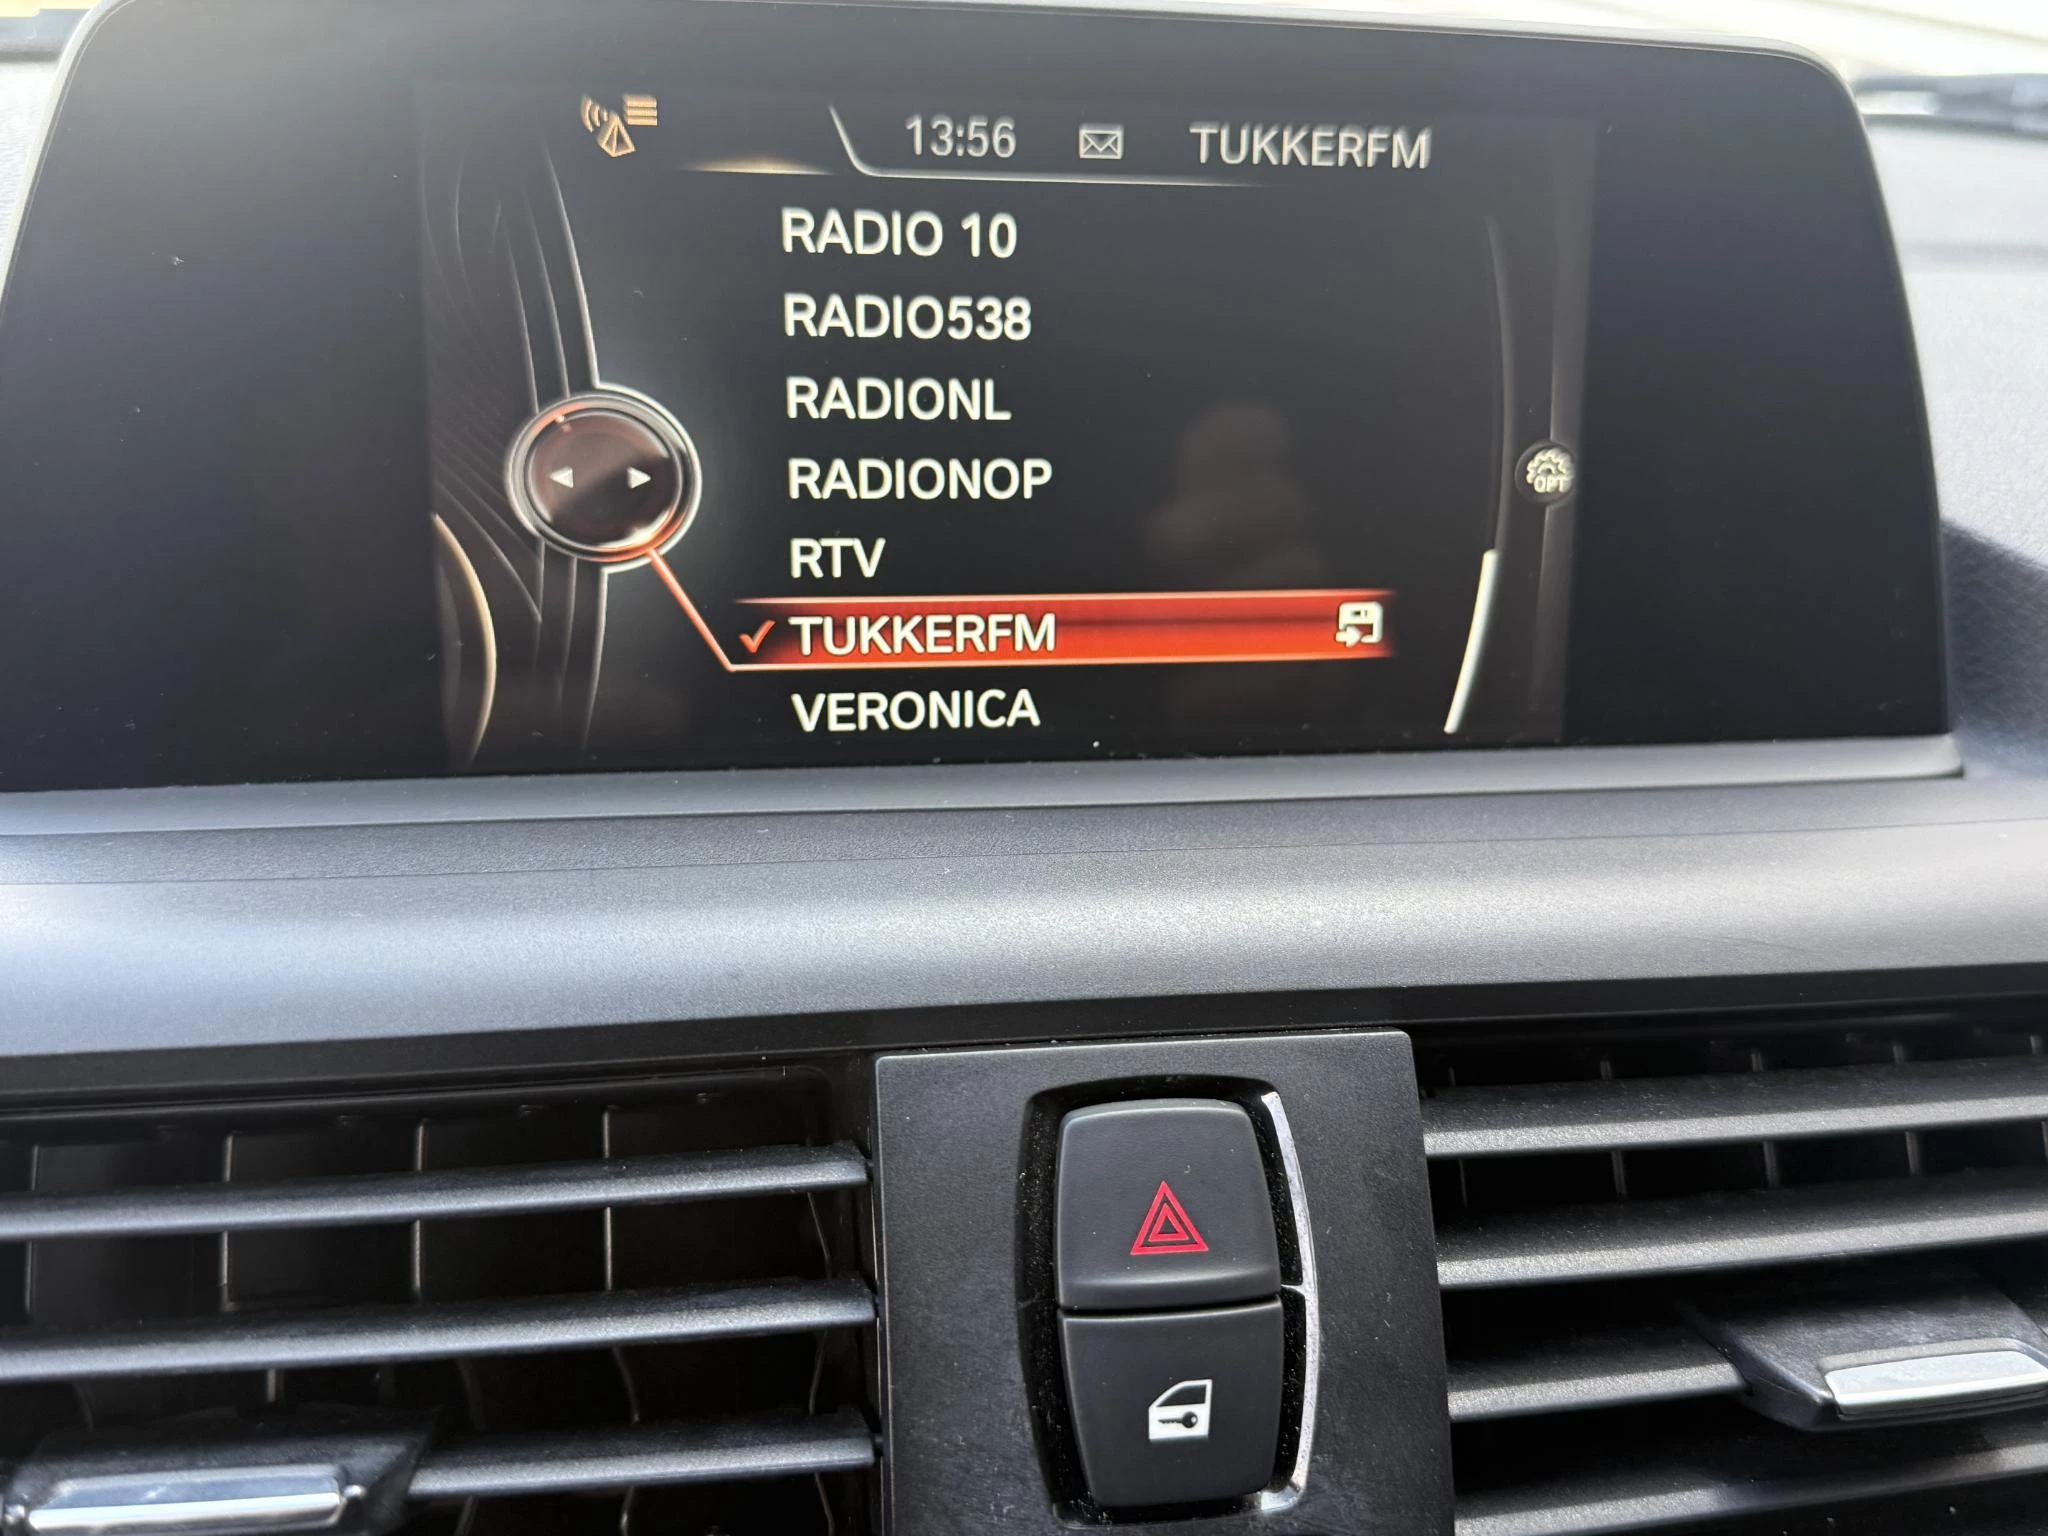 13:56 TUKKERFM
RADIO 10
RADIO538
RADIONL
RADIONOP
RTV
TUKKERFM
VERONICA
OPT